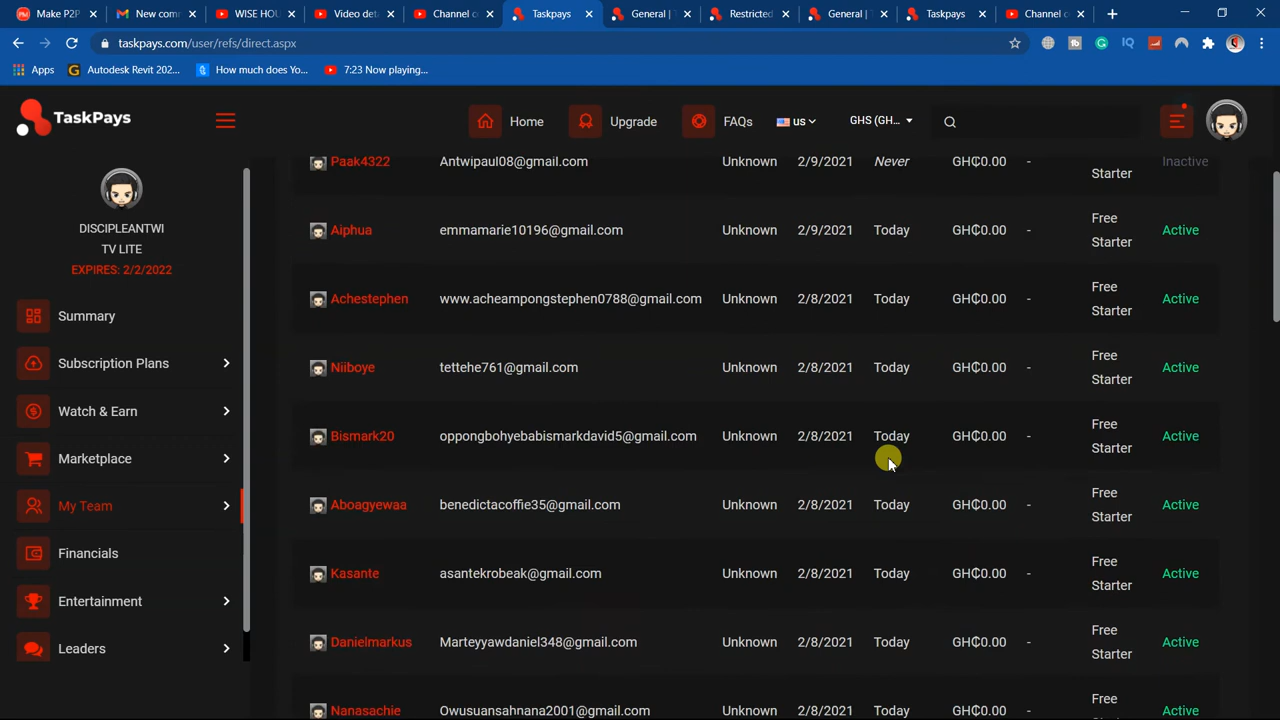 Make P2P
New com
WISE HOU
Video det
Channel c
Taskpays
General | T
Restricted
General | T
Taskpays
Channel c
taskpays.com/user/refs/direct.aspx
Apps
Autodesk Revit 202...
How much does Yo...
7:23 Now playing...
TaskPays
Home
Upgrade
FAQs
us
GHS (GH...
DISCIPLEANTWI
TV LITE
EXPIRES: 2/2/2022
Summary
Subscription Plans
Watch & Earn
Marketplace
My Team
Financials
Entertainment
Leaders
Paak4322 Antwipaul08@gmail.com Unknown 2/9/2021 Never GH₵0.00 - Starter Inactive
Aiphua emmamarie10196@gmail.com Unknown 2/9/2021 Today GH₵0.00 - Free Starter Active
Achestephen www.acheampongstephen0788@gmail.com Unknown 2/8/2021 Today GH₵0.00 - Free Starter Active
Niiboye tettehe761@gmail.com Unknown 2/8/2021 Today GH₵0.00 - Free Starter Active
Bismark20 oppongbohyebabismarkdavid5@gmail.com Unknown 2/8/2021 Today GH₵0.00 - Free Starter Active
Aboagyewaa benedictacoffie35@gmail.com Unknown 2/8/2021 Today GH₵0.00 - Free Starter Active
Kasante asantekrobeak@gmail.com Unknown 2/8/2021 Today GH₵0.00 - Free Starter Active
Danielmarkus Marteyyawdaniel348@gmail.com Unknown 2/8/2021 Today GH₵0.00 - Free Starter Active
Nanasachie Owusuansahnana2001@gmail.com Unknown 2/8/2021 Today GH₵0.00 - Free Active